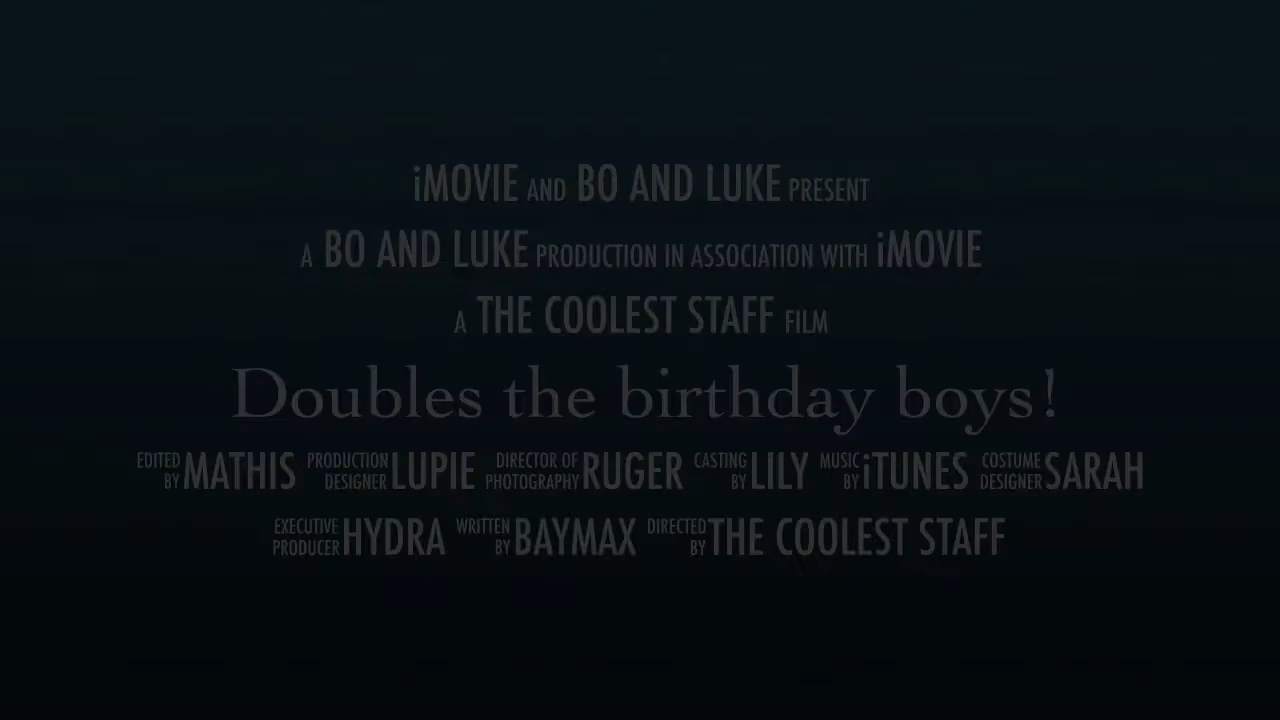 iMOVIE AND BO AND LUKE PRESENT
A BO AND LUKE PRODUCTION IN ASSOCIATION WITH iMOVIE
A THE COOLEST STAFF FILM
Doubles the birthday boys!
EDITED BY MATHIS PRODUCTION DESIGNER LUPIE DIRECTOR OF PHOTOGRAPHY RUGER CASTING BY LILY MUSIC BY iTUNES COSTUME DESIGNER SARAH
EXECUTIVE PRODUCER HYDRA WRITTEN BY BAYMAX DIRECTED BY THE COOLEST STAFF